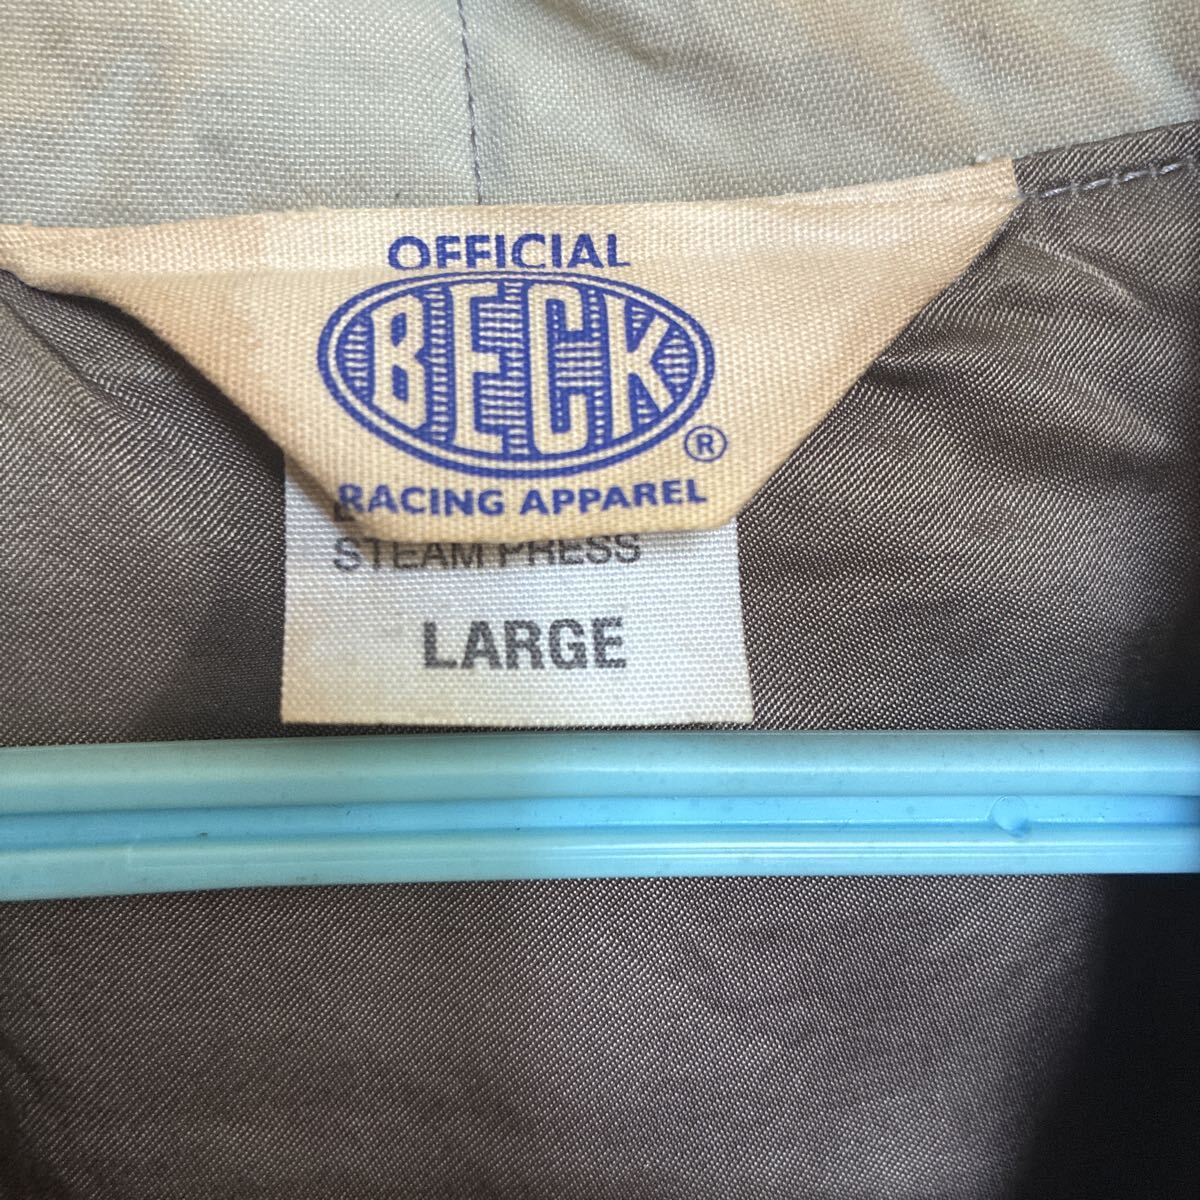 OFFICIAL
BECK
®
RACING APPAREL
STEAM PRESS
LARGE